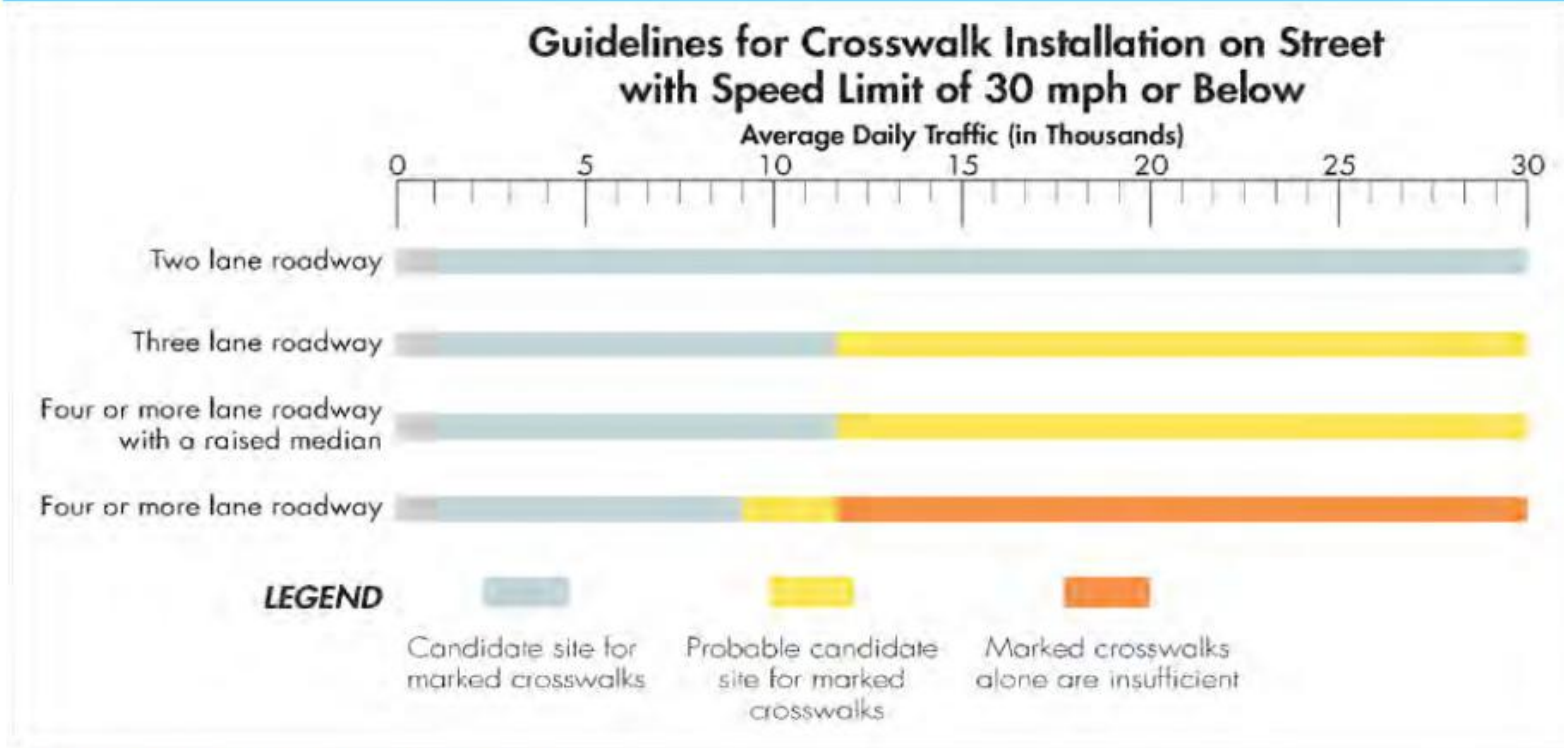 Guidelines for Crosswalk Installation on Street
with Speed Limit of 30 mph or Below
Average Daily Traffic (in Thousands)
0 5 10 15 20 25 30
Two lane roadway
Three lane roadway
Four or more lane roadway
with a raised median
Four or more lane roadway
LEGEND
Candidate site for
marked crosswalks
Probable candidate
site for marked
crosswalks
Marked crosswalks
alone are insufficient